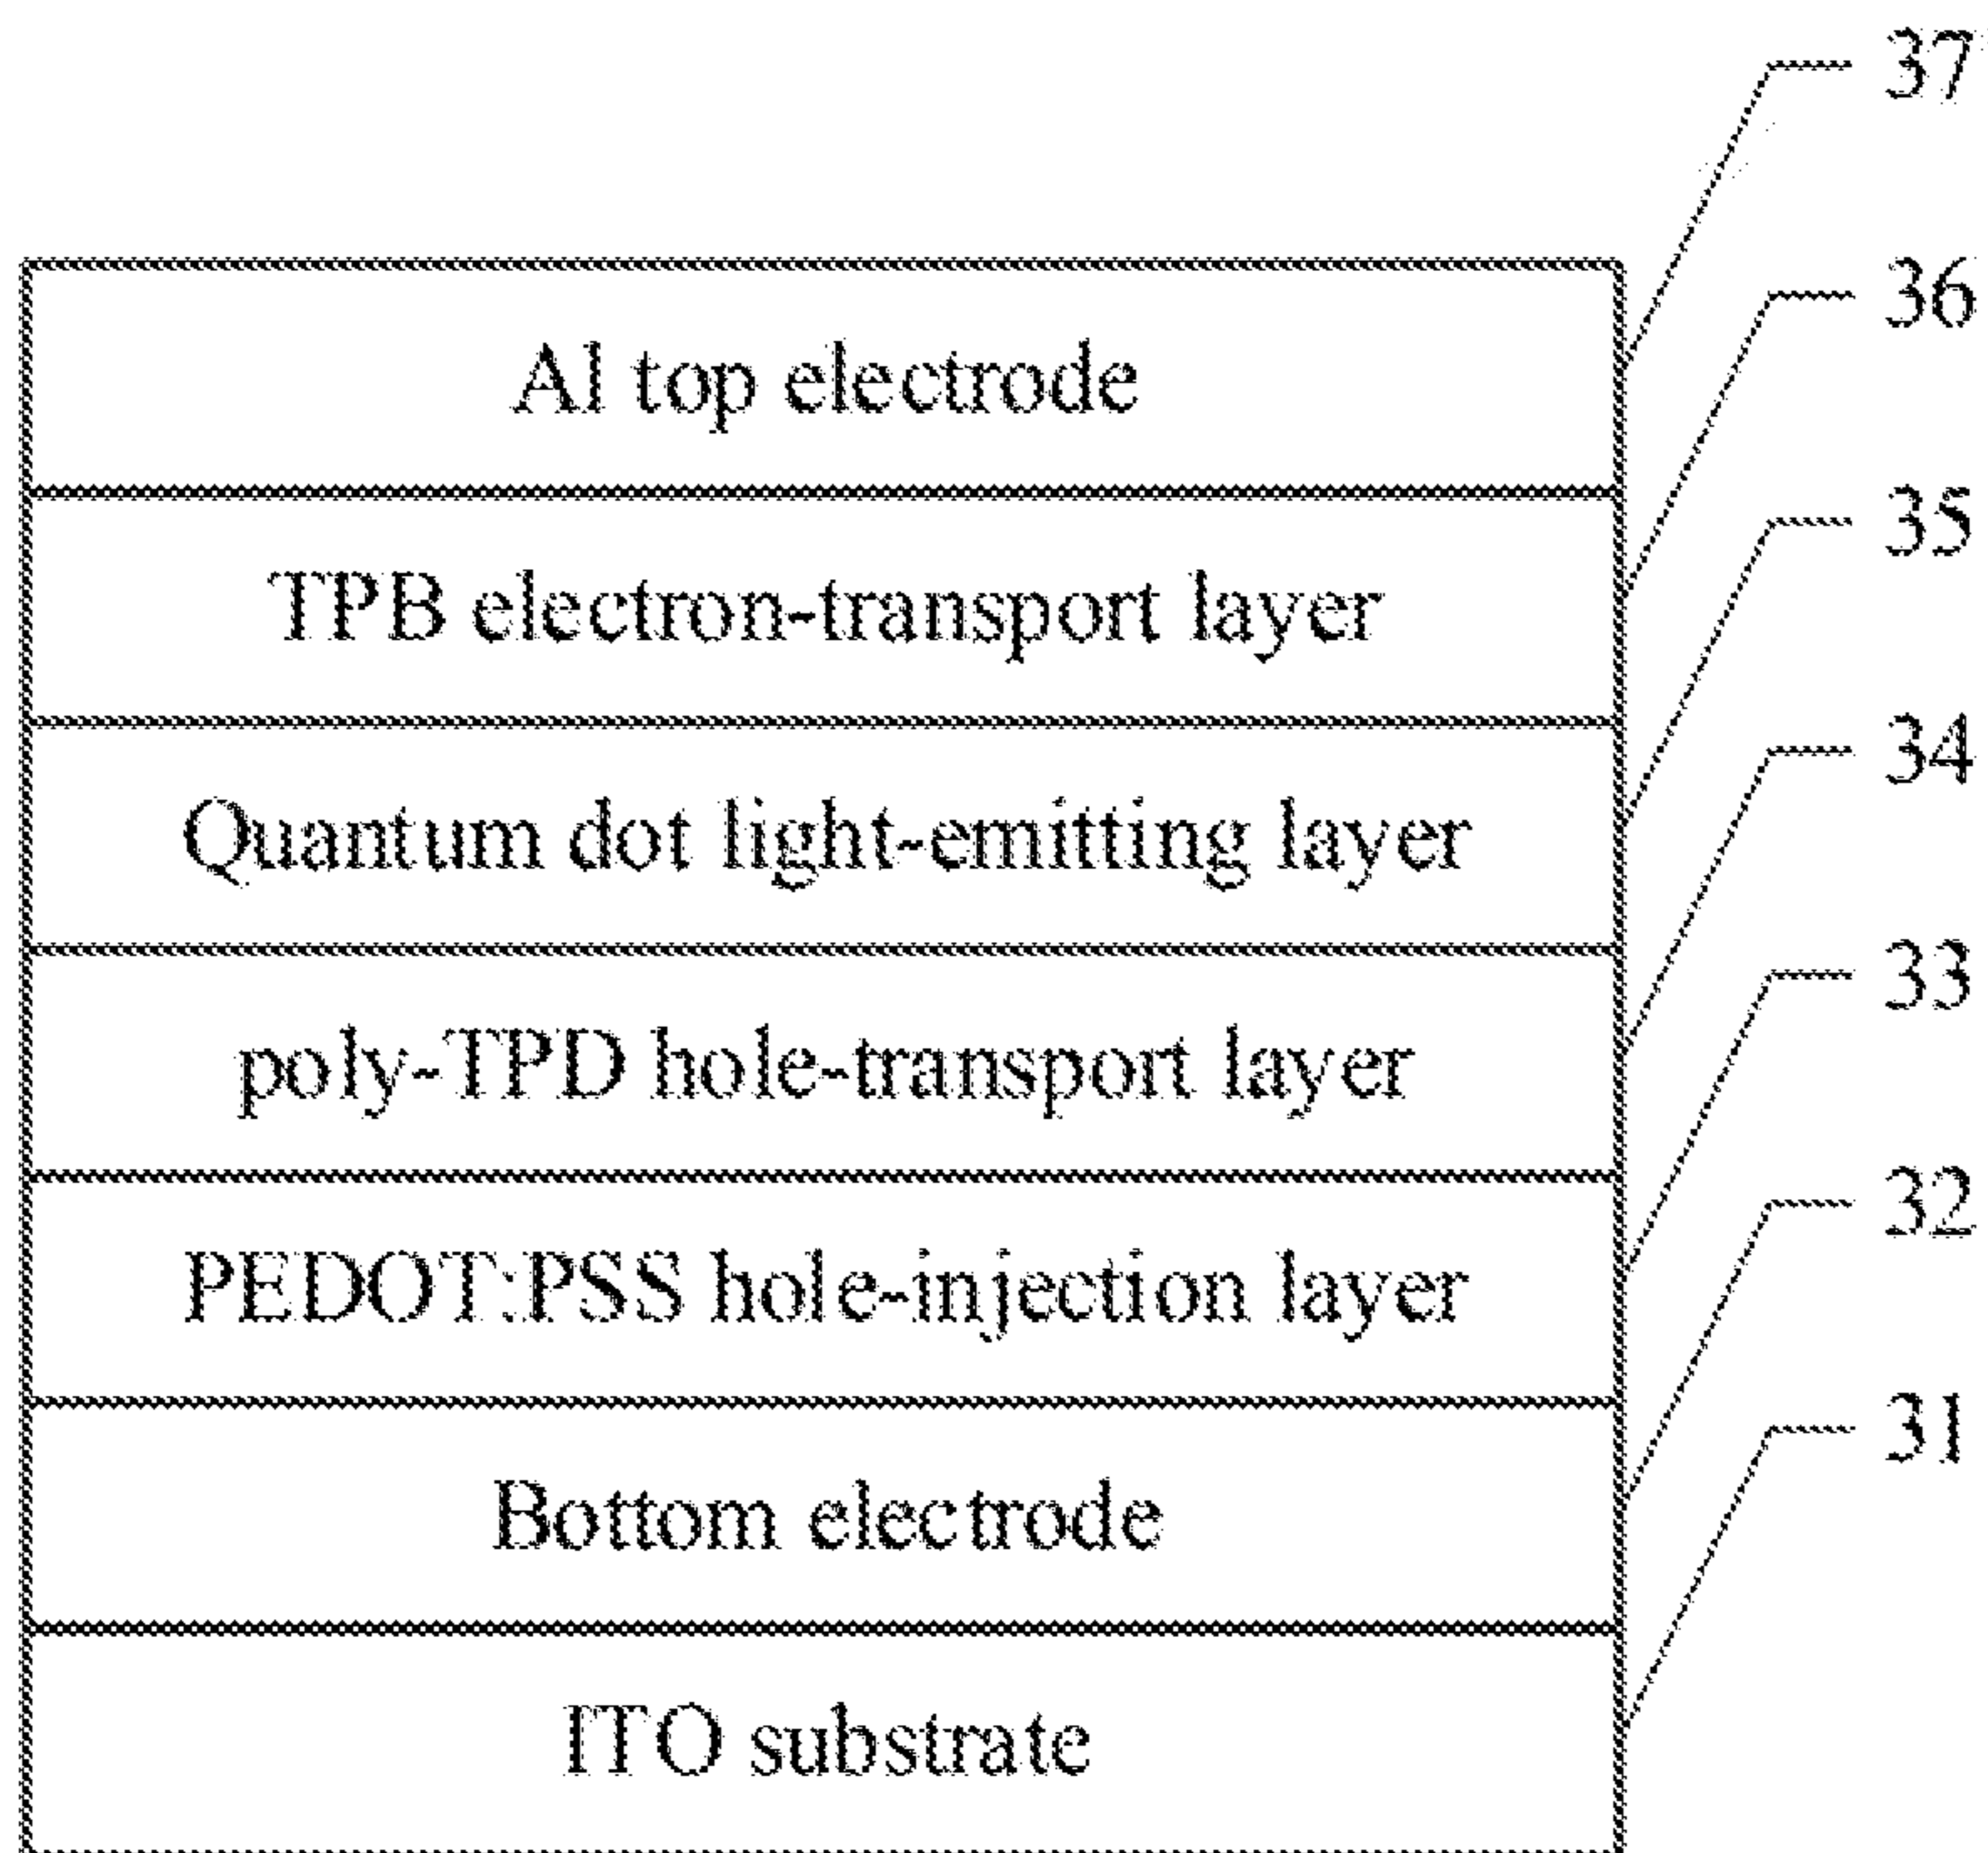 37
36
Al top electrode
35
TPB electron-transport layer
34
Quantum dot light-emitting layer
33
poly-TPD hole-transport layer
32
PEDOT:PSS hole-injection layer
31
Bottom electrode
ITO substrate